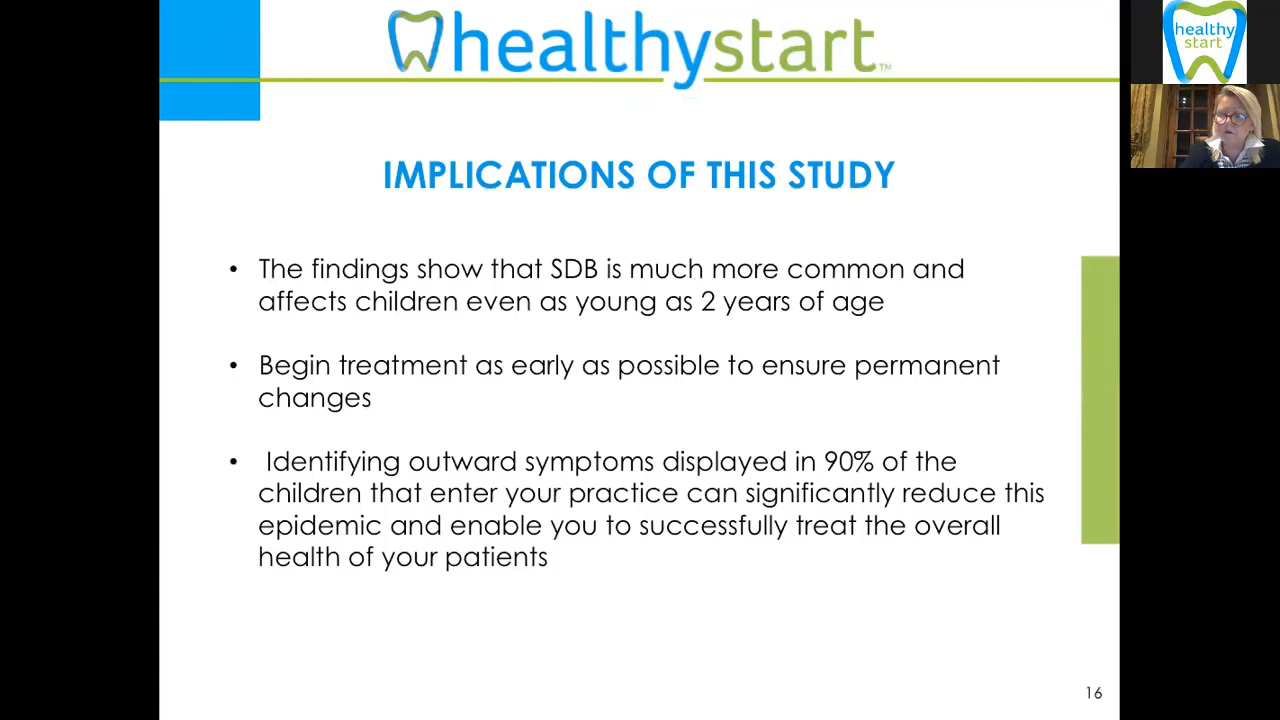 healthystart™
healthy
start
IMPLICATIONS OF THIS STUDY
• The findings show that SDB is much more common and
affects children even as young as 2 years of age
• Begin treatment as early as possible to ensure permanent
changes
• Identifying outward symptoms displayed in 90% of the
children that enter your practice can significantly reduce this
epidemic and enable you to successfully treat the overall
health of your patients
16